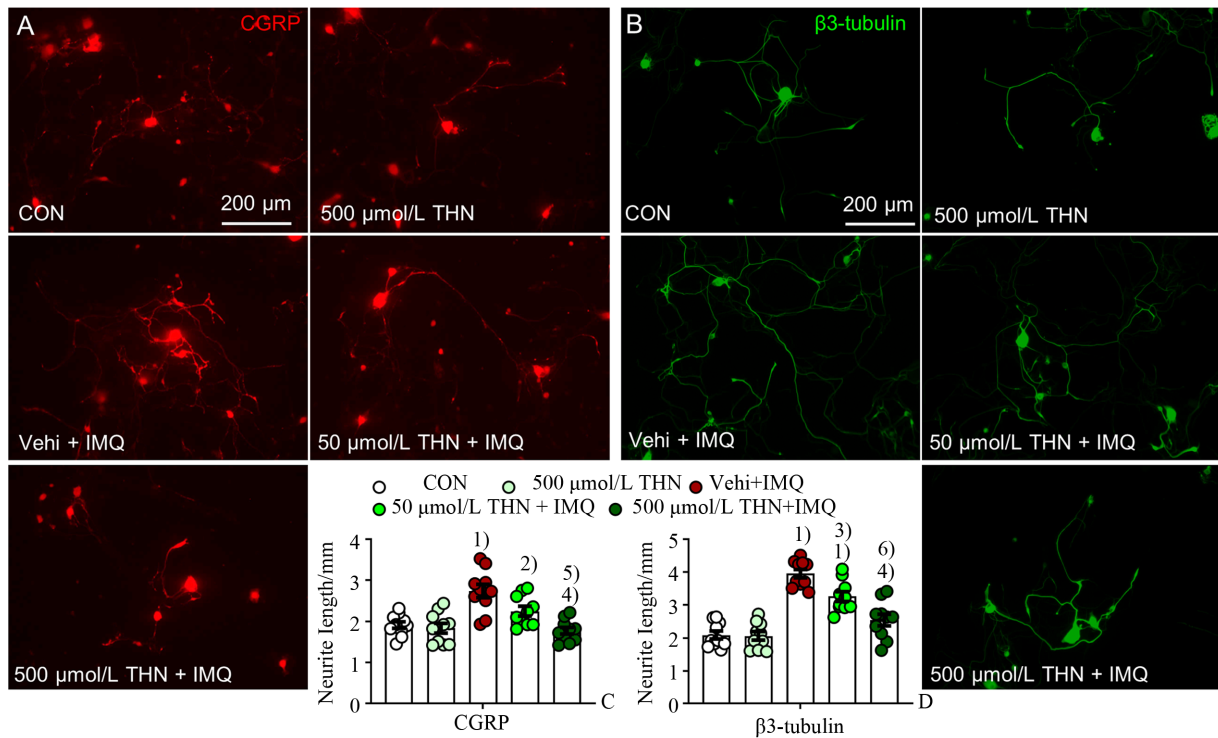 A
CGRP
CON
200 μm
500 μmol/L THN
Vehi + IMQ
50 μmol/L THN + IMQ
500 μmol/L THN + IMQ
B
β3-tubulin
CON
200 μm
500 μmol/L THN
Vehi + IMQ
50 μmol/L THN + IMQ
500 μmol/L THN + IMQ
CON
500 μmol/L THN
Vehi+IMQ
50 μmol/L THN + IMQ
500 μmol/L THN+IMQ
Neurite length/mm
4
3
2
1
0
1)
2)
5)
4)
CGRP
C
Neurite length/mm
5
4
3
2
1
0
1)
3)
1)
6)
4)
β3-tubulin
D